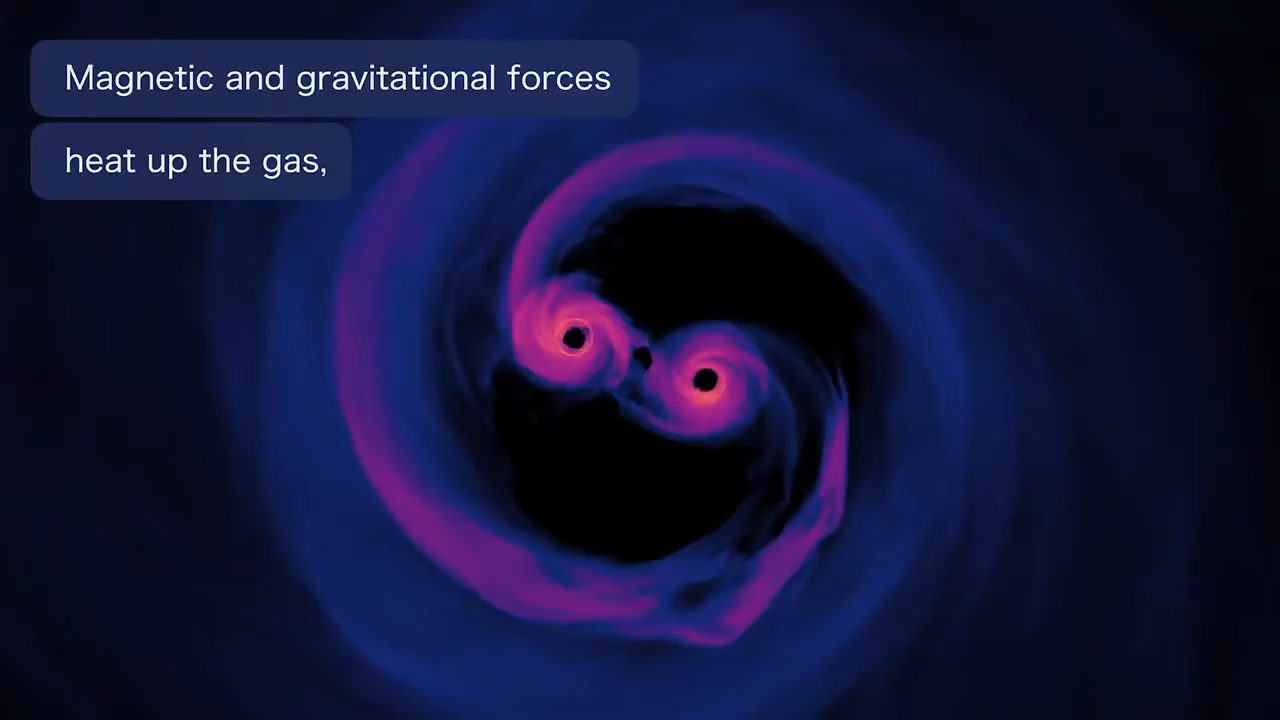 Magnetic and gravitational forces
heat up the gas,